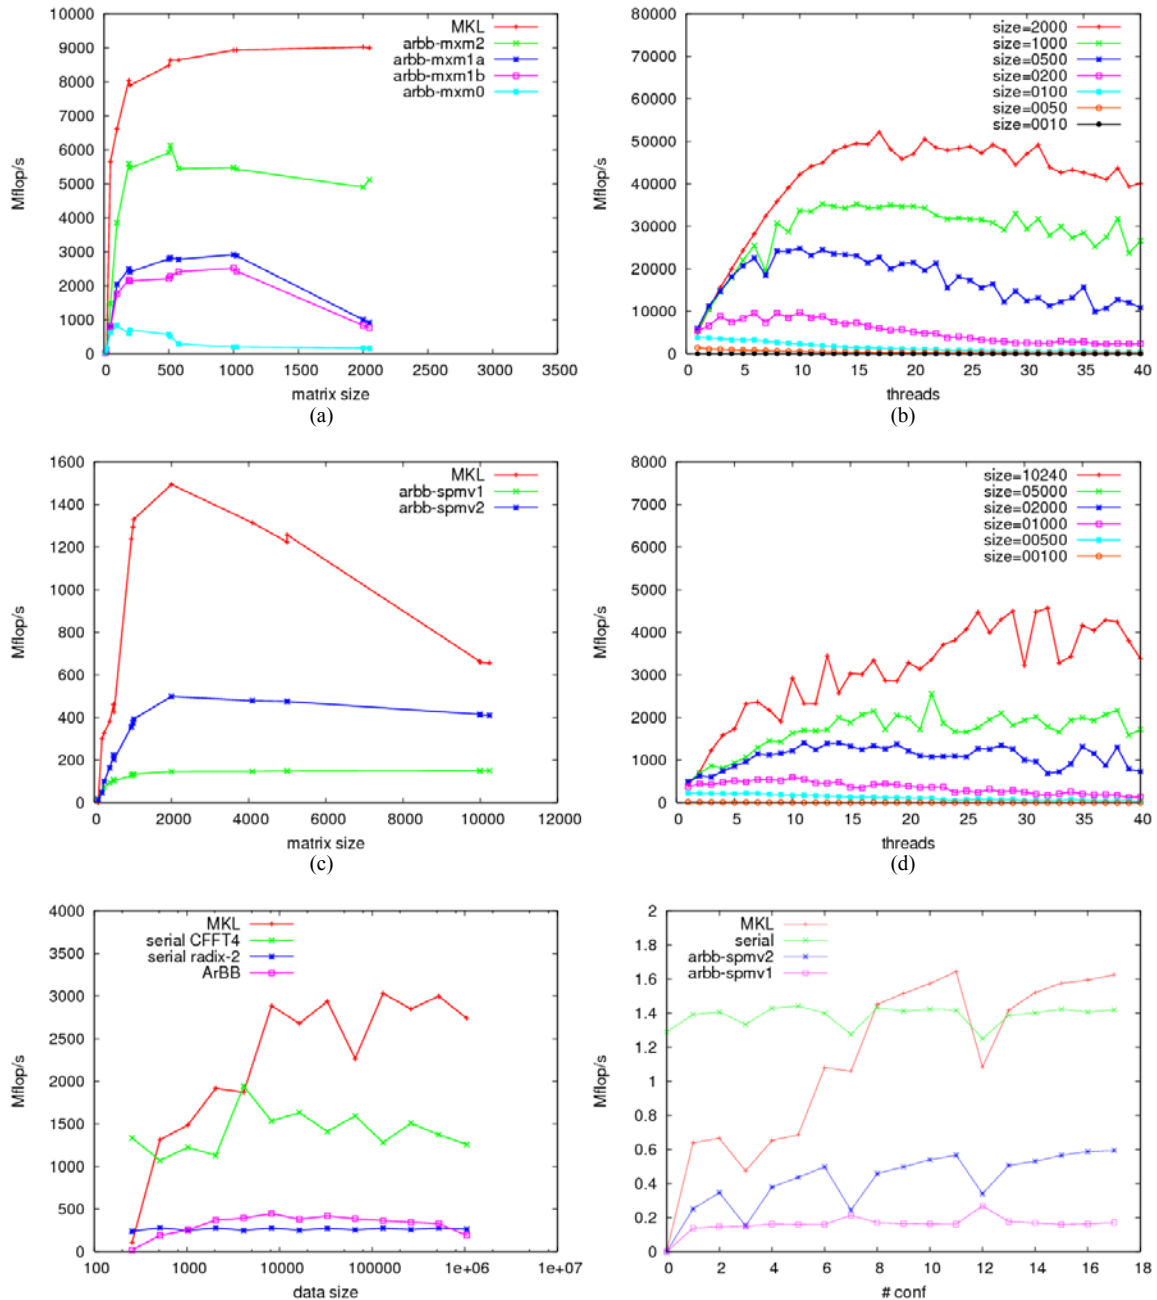 10000
9000
8000
7000
6000
5000
4000
3000
2000
1000
0
Mflop/s
MKL
arbb-mxm2
arbb-mxm1a
arbb-mxm1b
arbb-mxm0
0 500 1000 1500 2000 2500 3000 3500
matrix size
(a)
80000
70000
60000
50000
40000
30000
20000
10000
0
Mflop/s
size=2000
size=1000
size=0500
size=0200
size=0100
size=0050
size=0010
0 5 10 15 20 25 30 35 40
threads
(b)
1600
1400
1200
1000
800
600
400
200
0
Mflop/s
MKL
arbb-spmv1
arbb-spmv2
0 2000 4000 6000 8000 10000 12000
matrix size
(c)
8000
7000
6000
5000
4000
3000
2000
1000
0
Mflop/s
size=10240
size=05000
size=02000
size=01000
size=00500
size=00100
0 5 10 15 20 25 30 35 40
threads
(d)
4000
3500
3000
2500
2000
1500
1000
500
0
Mflop/s
MKL
serial CFFT4
serial radix-2
ArBB
100 1000 10000 100000 1e+06 1e+07
data size
2
1.8
1.6
1.4
1.2
1
0.8
0.6
0.4
0.2
0
Mflop/s
MKL
serial
arbb-spmv2
arbb-spmv1
0 2 4 6 8 10 12 14 16 18
# conf